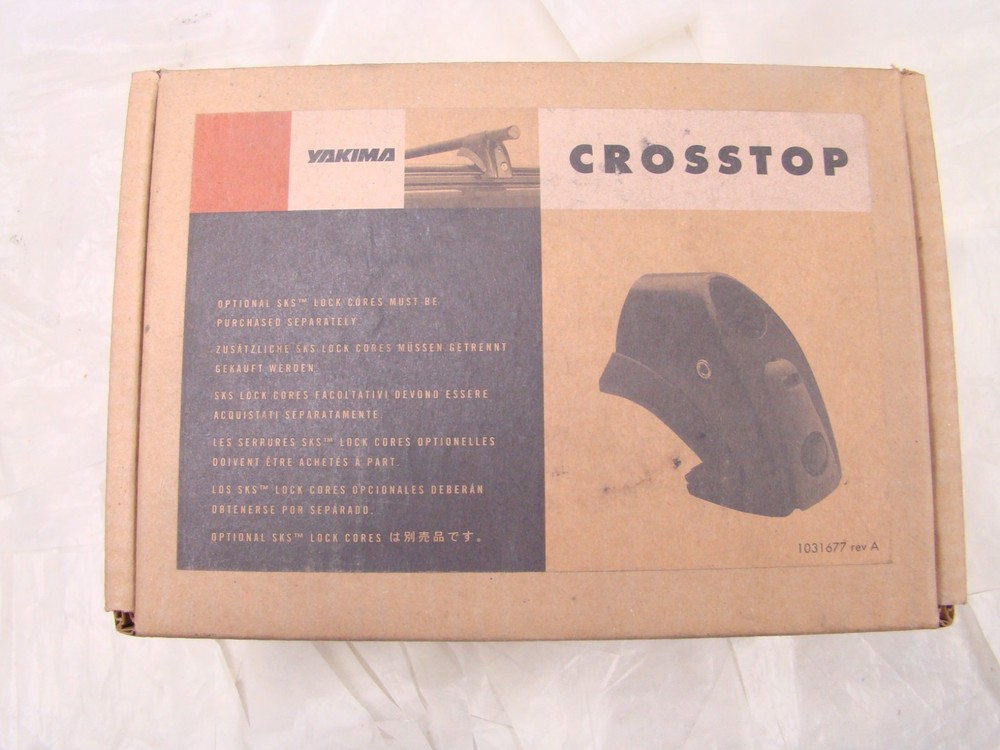 YAKIMA
CROSSTOP
OPTIONAL SKS™ LOCK CORES MUST BE
PURCHASED SEPARATELY.
ZUSÄTZLICHE SKS LOCK CORES MÜSSEN GETRENNT
GEKAUFT WERDEN.
SKS LOCK CORES FACOLTATIVI DEVONO ESSERE
ACQUISTATI SEPARATAMENTE.
LES SERRURES SKS™ LOCK CORES OPTIONELLES
DOIVENT ÊTRE ACHETÉS À PART.
LOS SKS™ LOCK CORES OPCIONALES DEBERÁN
OBTENERSE POR SEPARADO.
OPTIONAL SKS™ LOCK CORES は別売品です。
1031677 rev A